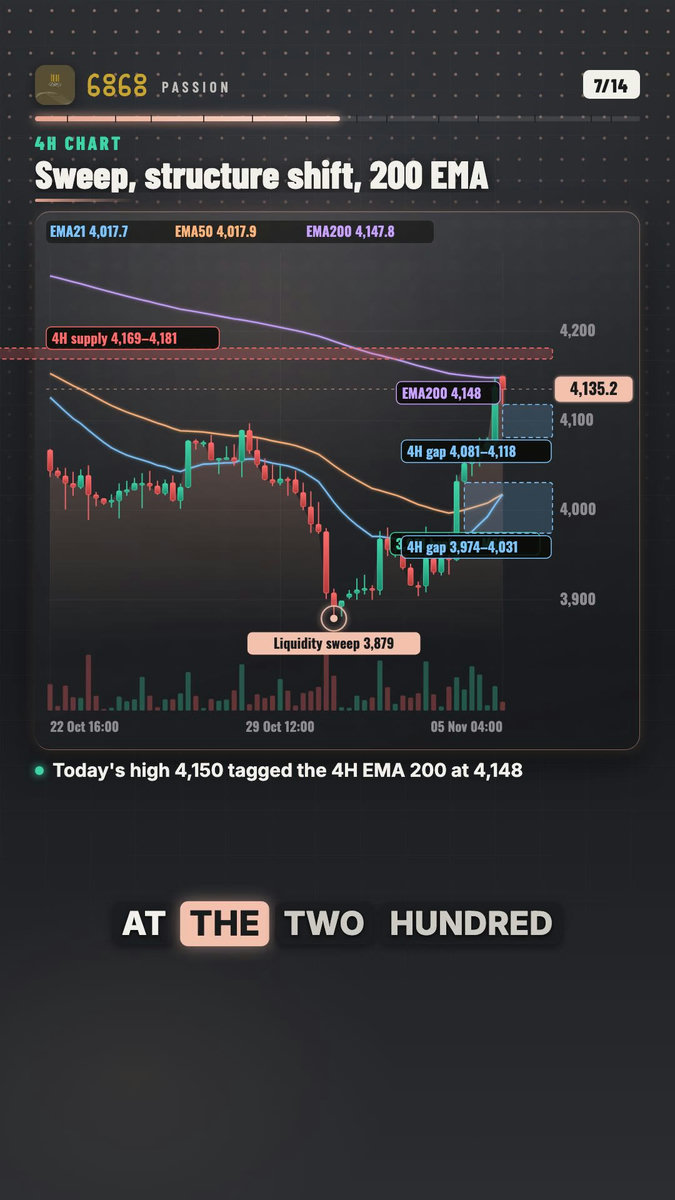 6868 PASSION
7/14
4H CHART
Sweep, structure shift, 200 EMA
EMA21 4,017.7 EMA50 4,017.9 EMA200 4,147.8
4,200
4H supply 4,169–4,181
4,135.2
EMA200 4,148
4,100
4H gap 4,081–4,118
4,000
4H gap 3,974–4,031
3,900
Liquidity sweep 3,879
22 Oct 16:00 29 Oct 12:00 05 Nov 04:00
Today's high 4,150 tagged the 4H EMA 200 at 4,148
AT THE TWO HUNDRED